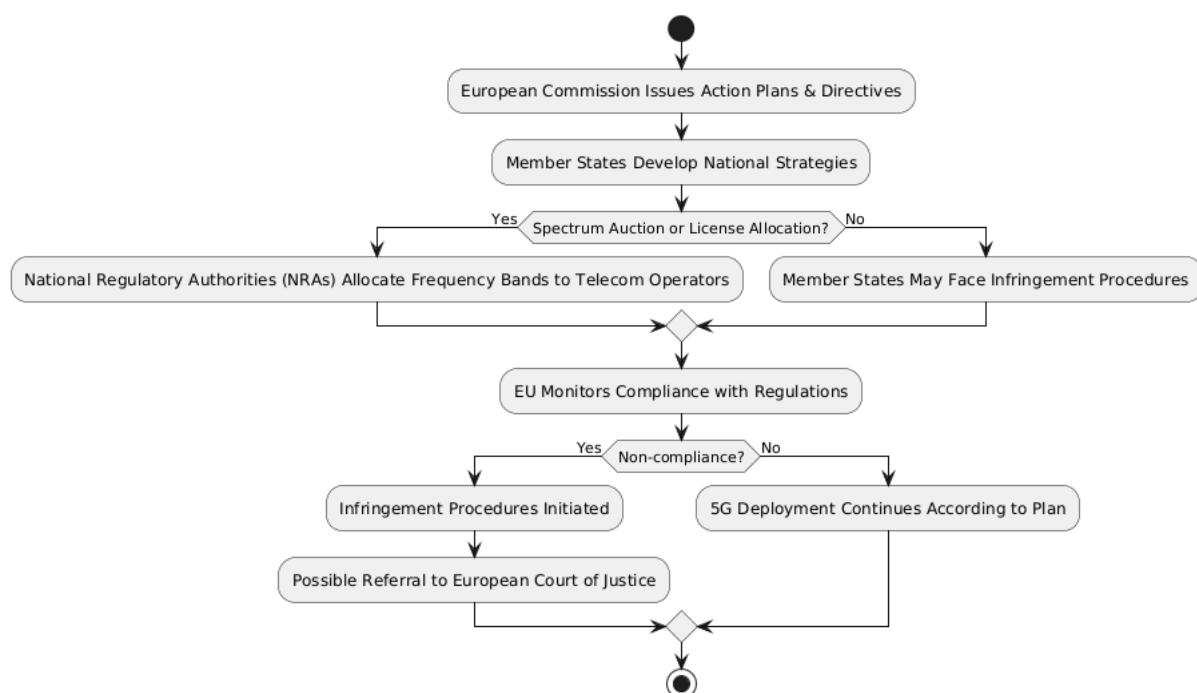 European Commission Issues Action Plans & Directives
Member States Develop National Strategies
Yes
Spectrum Auction or License Allocation?
No
National Regulatory Authorities (NRAs) Allocate Frequency Bands to Telecom Operators
Member States May Face Infringement Procedures
EU Monitors Compliance with Regulations
Yes
Non-compliance?
No
Infringement Procedures Initiated
5G Deployment Continues According to Plan
Possible Referral to European Court of Justice